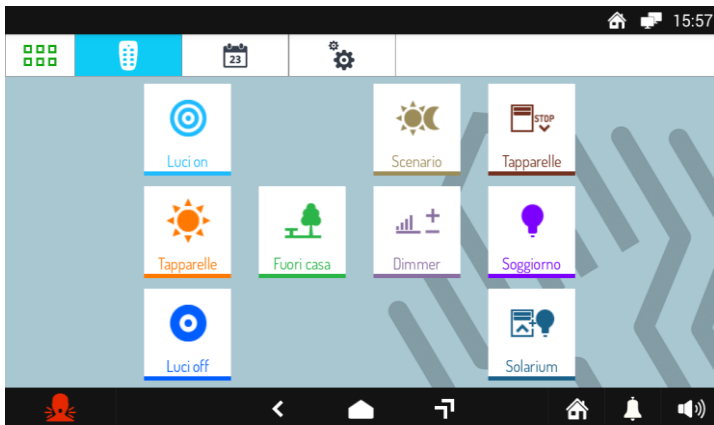 15:57
23
Luci on
Scenario
STOP
Tapparelle
Tapparelle
Fuori casa
Dimmer
Soggiorno
Luci off
Solarium